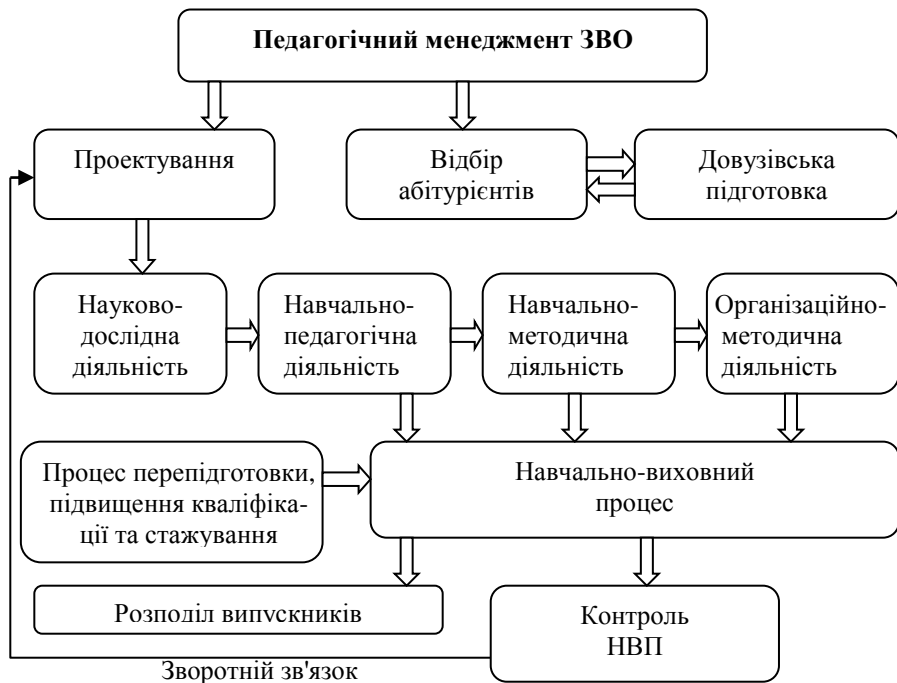 Педагогічний менеджмент ЗВО
Проектування
Відбір
абітурієнтів
Довузівська
підготовка
Науково-
дослідна
діяльність
Навчально-
педагогічна
діяльність
Навчально-
методична
діяльність
Організаційно-
методична
діяльність
Процес перепідготовки,
підвищення кваліфіка-
ції та стажування
Навчально-виховний
процес
Розподіл випускників
Контроль
НВП
Зворотній зв'язок